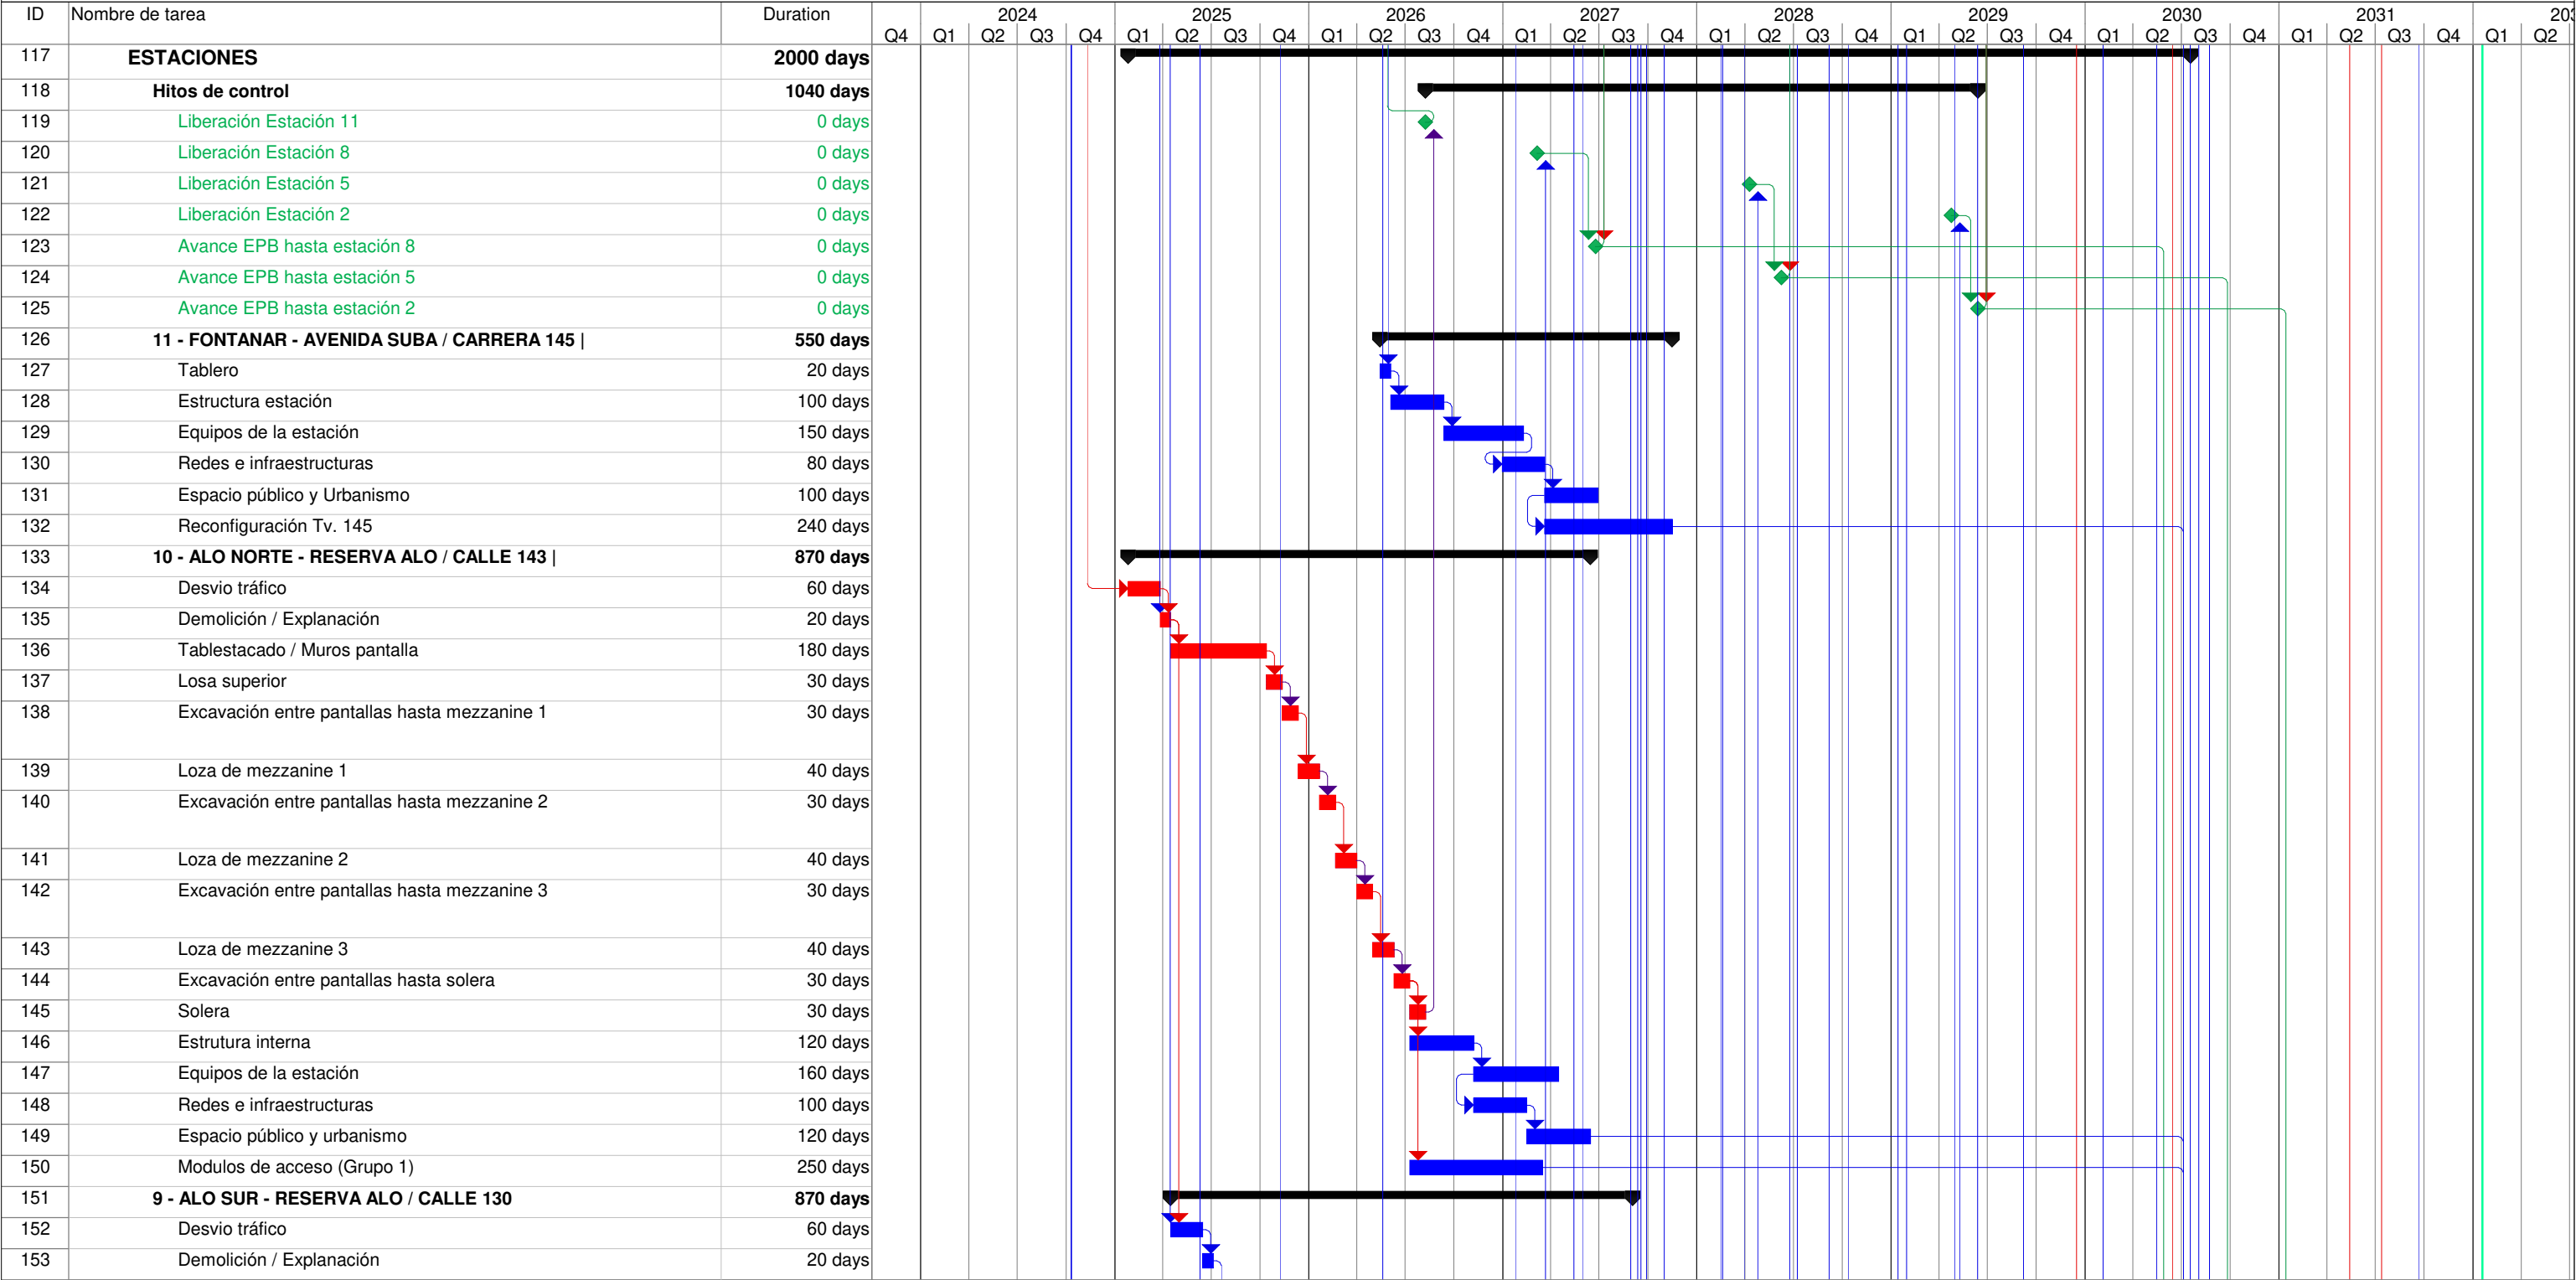 ID Nombre de tarea Duration 2024 2025 2026 2027 2028 2029 2030 2031 203
Q4 Q1 Q2 Q3 Q4 Q1 Q2 Q3 Q4 Q1 Q2 Q3 Q4 Q1 Q2 Q3 Q4 Q1 Q2 Q3 Q4 Q1 Q2 Q3 Q4 Q1 Q2 Q3 Q4 Q1 Q2 Q3 Q4 Q1 Q2
117 ESTACIONES 2000 days
118 Hitos de control 1040 days
119 Liberación Estación 11 0 days
120 Liberación Estación 8 0 days
121 Liberación Estación 5 0 days
122 Liberación Estación 2 0 days
123 Avance EPB hasta estación 8 0 days
124 Avance EPB hasta estación 5 0 days
125 Avance EPB hasta estación 2 0 days
126 11 - FONTANAR - AVENIDA SUBA / CARRERA 145 | 550 days
127 Tablero 20 days
128 Estructura estación 100 days
129 Equipos de la estación 150 days
130 Redes e infraestructuras 80 days
131 Espacio público y Urbanismo 100 days
132 Reconfiguración Tv. 145 240 days
133 10 - ALO NORTE - RESERVA ALO / CALLE 143 | 870 days
134 Desvio tráfico 60 days
135 Demolición / Explanación 20 days
136 Tablestacado / Muros pantalla 180 days
137 Losa superior 30 days
138 Excavación entre pantallas hasta mezzanine 1 30 days
139 Loza de mezzanine 1 40 days
140 Excavación entre pantallas hasta mezzanine 2 30 days
141 Loza de mezzanine 2 40 days
142 Excavación entre pantallas hasta mezzanine 3 30 days
143 Loza de mezzanine 3 40 days
144 Excavación entre pantallas hasta solera 30 days
145 Solera 30 days
146 Estrutura interna 120 days
147 Equipos de la estación 160 days
148 Redes e infraestructuras 100 days
149 Espacio público y urbanismo 120 days
150 Modulos de acceso (Grupo 1) 250 days
151 9 - ALO SUR - RESERVA ALO / CALLE 130 870 days
152 Desvio tráfico 60 days
153 Demolición / Explanación 20 days